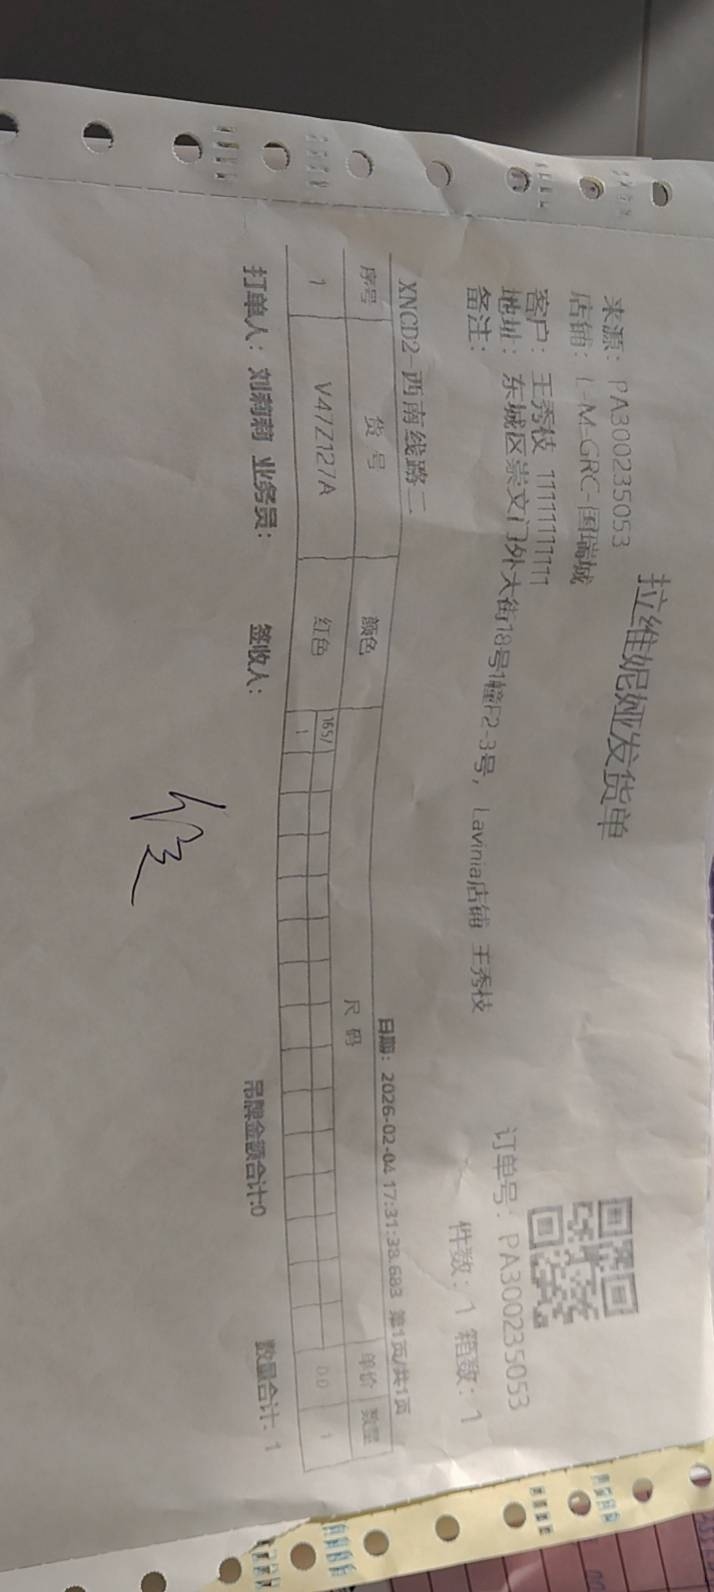 拉维妮娅发货单
来源： PA300235053
店铺： L-M-GRC-国瑞城
订单号： PA300235053
客户： 王秀枝 11111111111
地址： 东城区崇文门外大街18号1幢F2-3号， Lavinia店铺 王秀枝
件数： 1 箱数： 1
备注：
XNCD2-西南线路二
日期： 2026-02-04 17:31:38.683 第1页/共1页
序号 货号 颜色 尺码 单价 数量
165/
1 V47Z127A 红色 1 0.0 1
打单人： 刘莉莉 业务员： 签收人： 吊牌金额合计:0 数量合计: 1